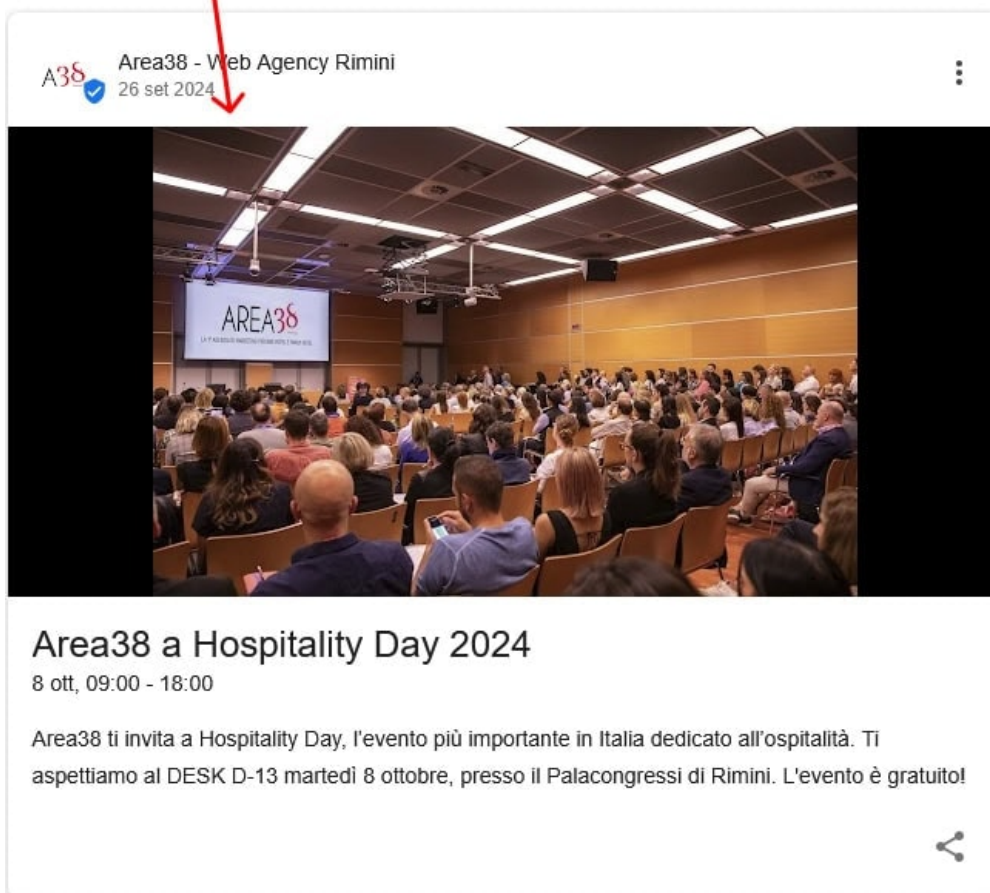 A38
Area38 - Web Agency Rimini
26 set 2024
AREA38
Area38 a Hospitality Day 2024
8 ott, 09:00 - 18:00
Area38 ti invita a Hospitality Day, l'evento più importante in Italia dedicato all'ospitalità. Ti
aspettiamo al DESK D-13 martedì 8 ottobre, presso il Palacongressi di Rimini. L'evento è gratuito!